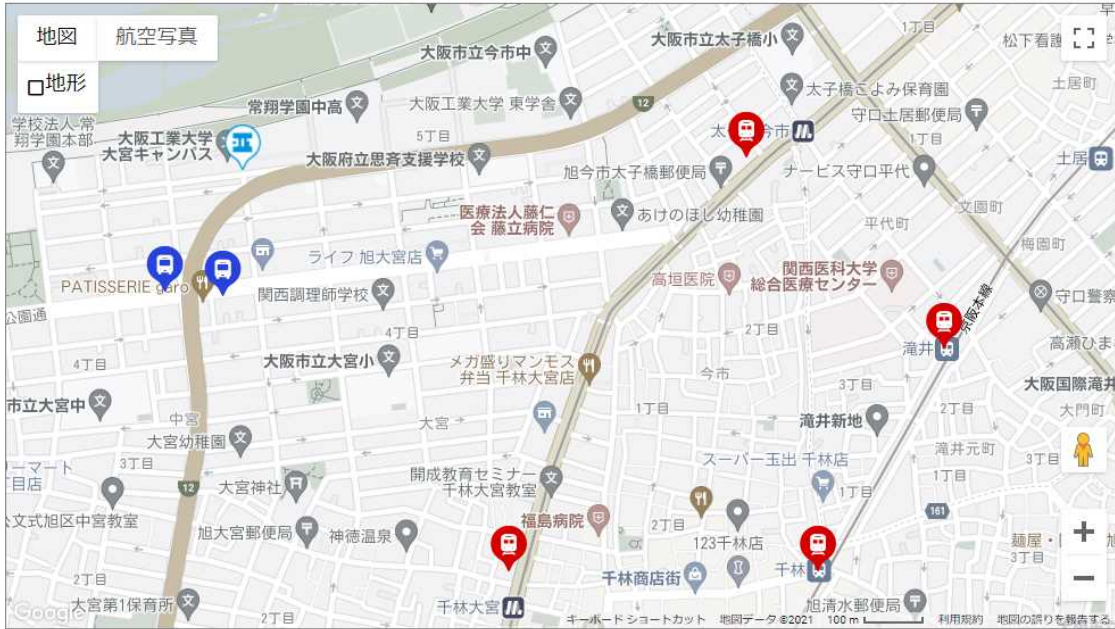 地図
航空写真
地形
学校法人 常
翔学園本部
大阪工業大学
大宮キャンパス
常翔学園中高
大阪市立今市中
大阪工業大学 東学舎
5丁目
大阪府立思斉支援学校
12
大阪市立太子橋小
太子橋こよみ保育園
1丁目
松下看護
土居町
守口土居郵便局
1丁目
土居
今市
旭今市太子橋郵便局
ナービス守口平代
文園町
平代町
梅園町
あけのほし幼稚園
医療法人藤仁
会 藤立病院
ライフ 旭大宮店
PATISSERIE garo
関西調理師学校
公園通
高垣医院
関西医科大学
総合医療センター
京阪本線
守口警察
滝井
高瀬ひま
2丁目
4丁目
4丁目
大阪市立大宮小
メガ盛りマンモス
弁当 千林大宮店
今市
3丁目
大阪国際滝井
大門町
市立大宮中
中宮
大宮
1丁目
滝井新地
2丁目
滝井元町
大宮幼稚園
3丁目
リーマート
丁目店
大宮神社
開成教育セミナー
千林大宮教室
スーパー玉出 千林店
1丁目
3丁目
12
公文式旭区中宮教室
旭大宮郵便局
神徳温泉
福島病院
2丁目
123千林店
161
麺屋・
3丁目
2丁目
千林商店街
千林
大宮第1保育所
2丁目
千林大宮
旭清水郵便局
Google
キーボード ショートカット
地図データ ©2021
100 m
利用規約
地図の誤りを報告する